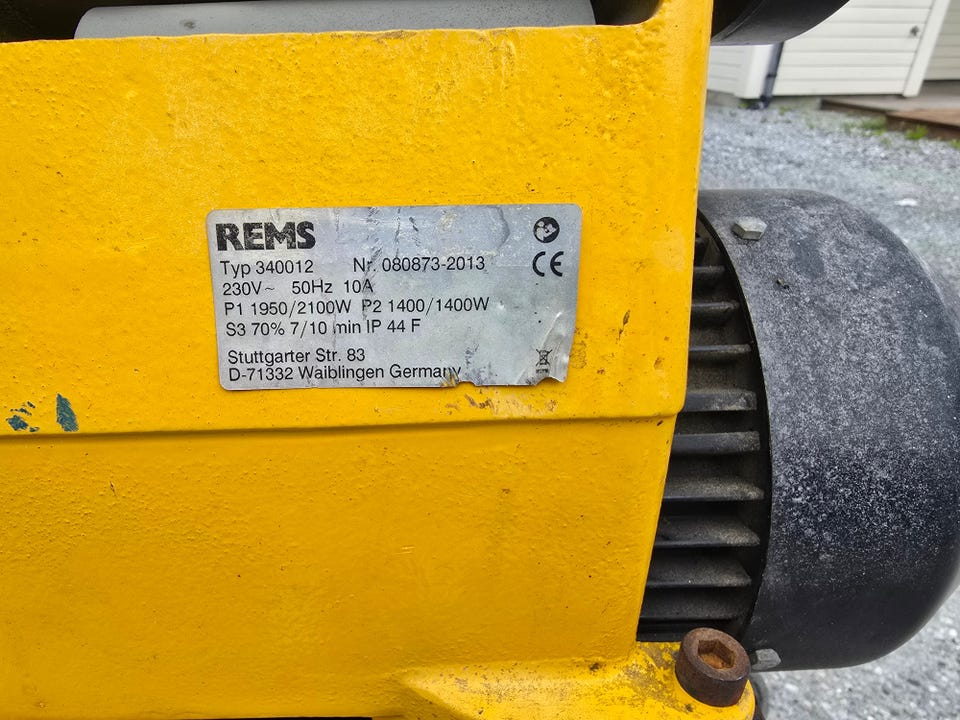 REMS
Typ 340012 Nr. 080873-2013
230V~ 50Hz 10A
P1 1950/2100W P2 1400/1400W
S3 70% 7/10 min IP 44 F
Stuttgarter Str. 83
D-71332 Waiblingen Germany
CE